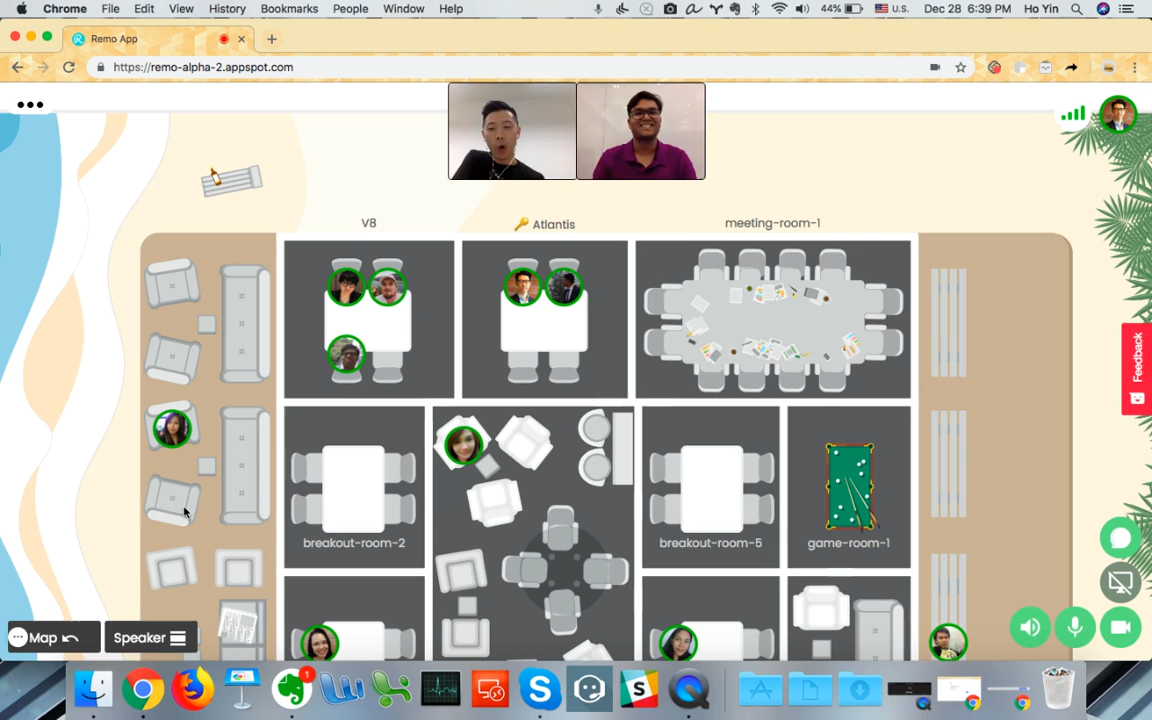 Chrome File Edit View History Bookmarks People Window Help 44% U.S. Dec 28 6:39 PM Ho Yin
Remo App
https://remo-alpha-2.appspot.com
V8
Atlantis
meeting-room-1
Feedback
breakout-room-2
breakout-room-5
game-room-1
Map
Speaker
1